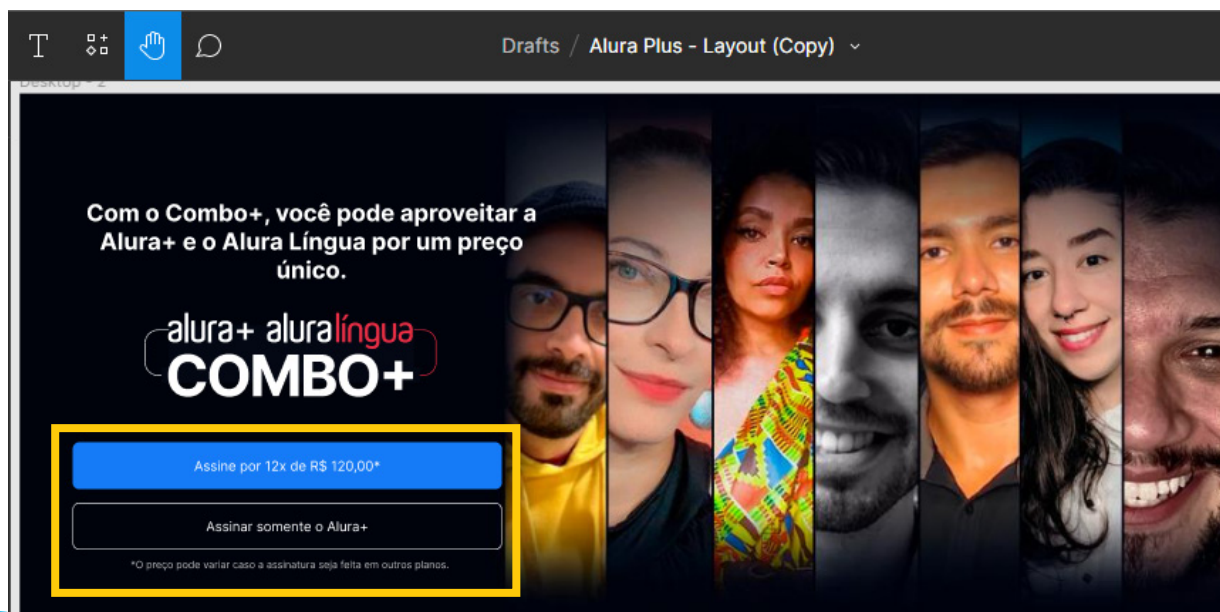 Drafts / Alura Plus - Layout (Copy)
Desktop - 2
Com o Combo+, você pode aproveitar a
Alura+ e o Alura Língua por um preço
único.
alura+ aluralíngua
COMBO+
Assine por 12x de R$ 120,00*
Assinar somente o Alura+
*O preço pode variar caso a assinatura seja feita em outros planos.